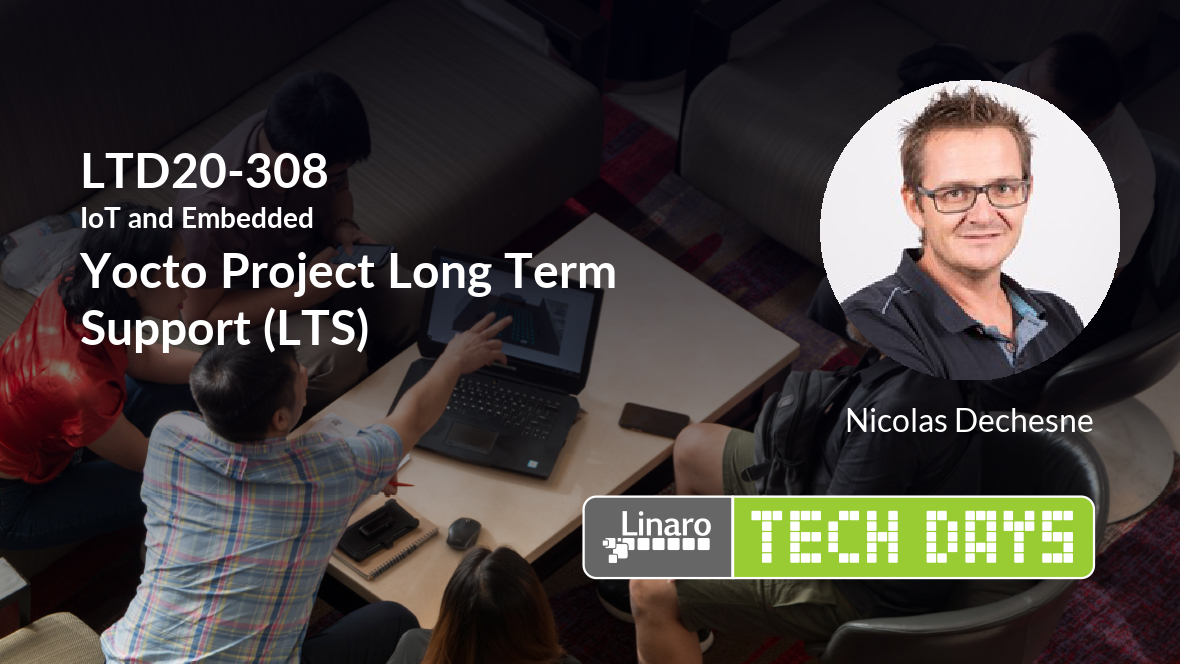 LTD20-308
IoT and Embedded
Yocto Project Long Term
Support (LTS)
Nicolas Dechesne
Linaro
TECH DAYS